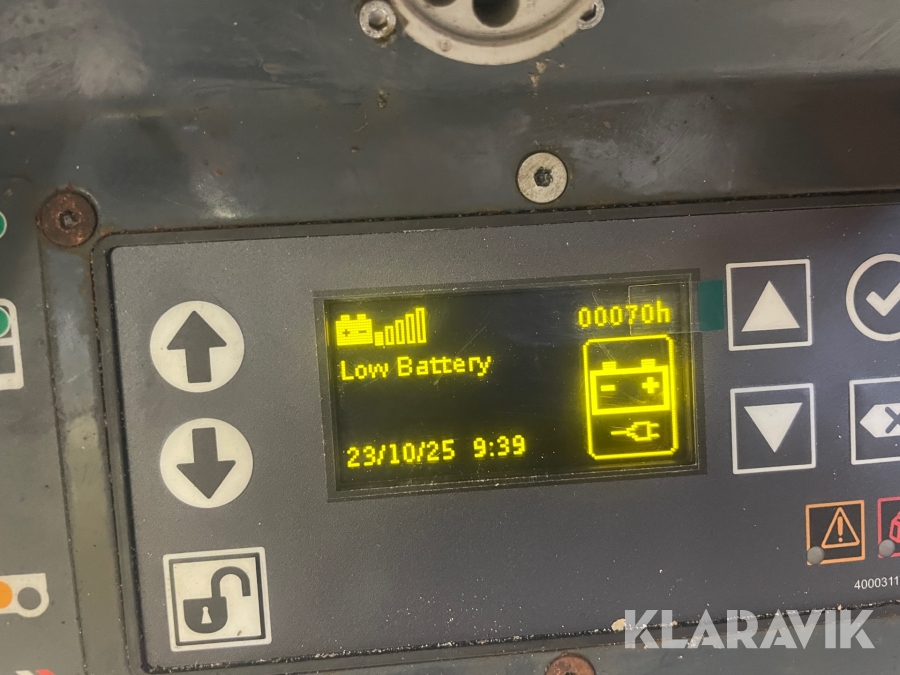 00070h
Low Battery
23/10/25 9:39
4000311
KLARAVIK